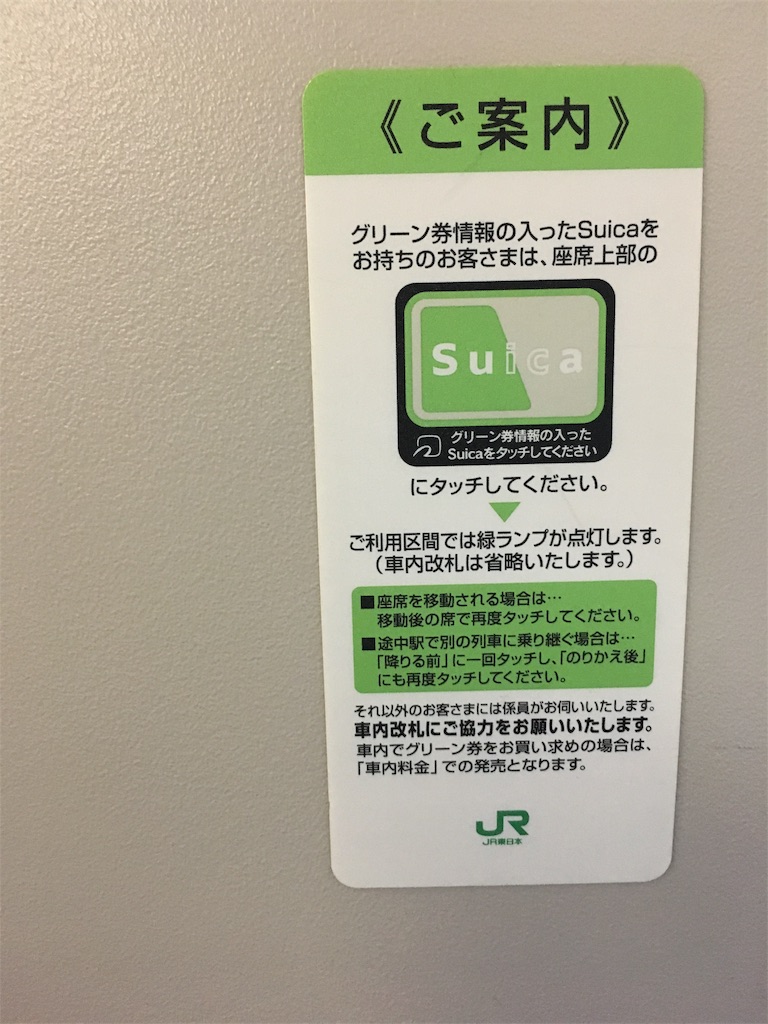 《ご案内》
グリーン券情報の入ったSuicaを
お持ちのお客さまは、座席上部の
Suica
グリーン券情報の入った
Suicaをタッチしてください
にタッチしてください。
ご利用区間では緑ランプが点灯します。
(車内改札は省略いたします。)
■座席を移動される場合は…
移動後の席で再度タッチしてください。
■途中駅で別の列車に乗り継ぐ場合は…
「降りる前」に一回タッチし、「のりかえ後」
にも再度タッチしてください。
それ以外のお客さまには係員がお伺いいたします。
車内改札にご協力をお願いいたします。
車内でグリーン券をお買い求めの場合は、
「車内料金」での発売となります。
JR
JR東日本